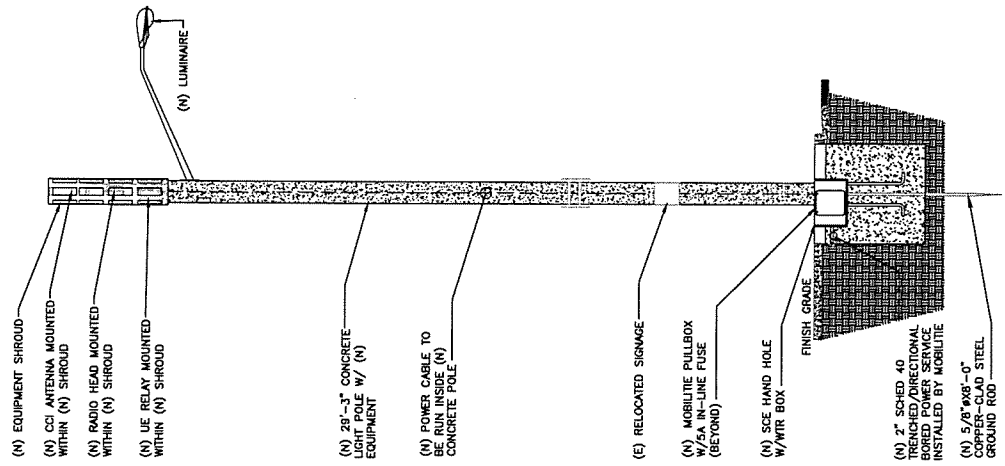 (N) EQUIPMENT SHROUD
(N) CCI ANTENNA MOUNTED
WITHIN (N) SHROUD
(N) RADIO HEAD MOUNTED
WITHIN (N) SHROUD
(N) UE RELAY MOUNTED
WITHIN (N) SHROUD
(N) LUMINAIRE
(N) 29'-3" CONCRETE
LIGHT POLE W/ (N)
EQUIPMENT
(N) POWER CABLE TO
BE RUN INSIDE (N)
CONCRETE POLE
(E) RELOCATED SIGNAGE
(N) MOBILITIE PULLBOX
W/5A IN-LINE FUSE
(BEYOND)
(N) SCE HAND HOLE
W/WTR BOX
FINISH GRADE
(N) 2" SCHED 40
TRENCHED/DIRECTIONAL
BORED POWER SERVICE
INSTALLED BY MOBILITIE
(N) 5/8"øX8'-0"
COPPER-CLAD STEEL
GROUND ROD